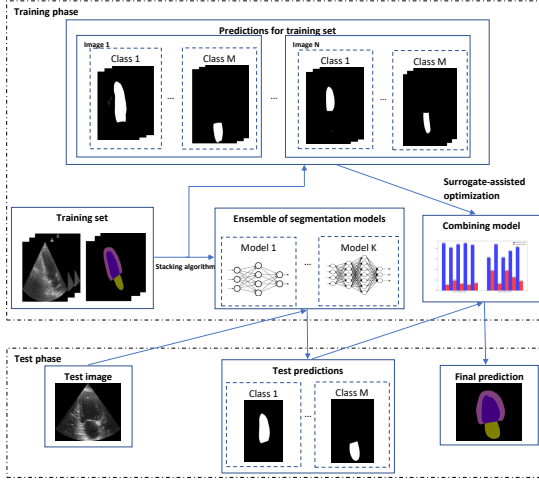 Training phase
Predictions for training set
Image 1
Class 1
...
Class M
...
Image N
Class 1
...
Class M
Surrogate-assisted
optimization
Training set
Stacking algorithm
Ensemble of segmentation models
Model 1
...
Model K
Combining model
Test phase
Test image
Test predictions
Class 1
...
Class M
Final prediction